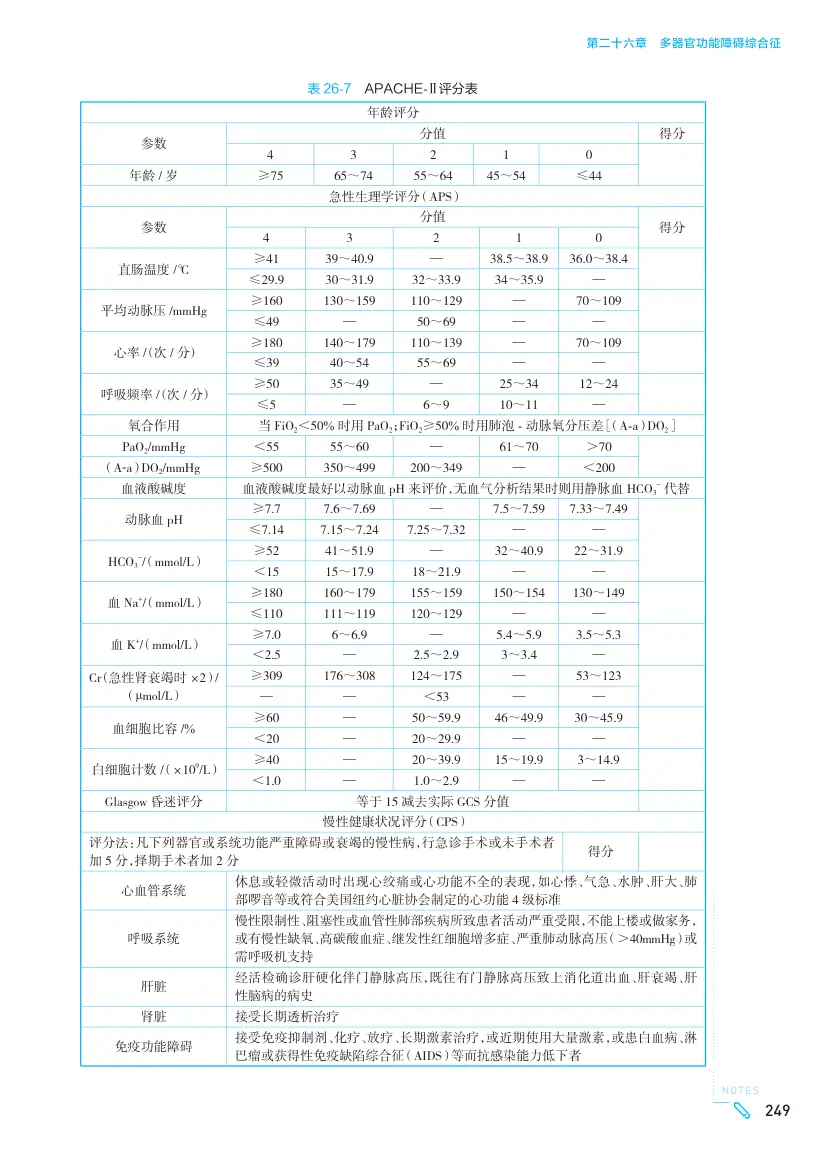 第二十六章 多器官功能障碍综合征
表 26-7 APACHE-Ⅱ评分表
年龄评分
参数 分值 得分
4 3 2 1 0
年龄 / 岁 ≥75 65～74 55～64 45～54 ≤44
急性生理学评分（APS）
参数 分值 得分
4 3 2 1 0
直肠温度 /℃ ≥41 39～40.9 — 38.5～38.9 36.0～38.4
≤29.9 30～31.9 32～33.9 34～35.9 —
平均动脉压 /mmHg ≥160 130～159 110～129 — 70～109
≤49 — 50～69 — —
心率 /（次 / 分） ≥180 140～179 110～139 — 70～109
≤39 40～54 55～69 — —
呼吸频率 /（次 / 分） ≥50 35～49 — 25～34 12～24
≤5 — 6～9 10～11 —
氧合作用 当 FiO₂＜50% 时用 PaO₂；FiO₂≥50% 时用肺泡 - 动脉氧分压差［（A-a）DO₂］
PaO₂/mmHg ＜55 55～60 — 61～70 ＞70
（A-a）DO₂/mmHg ≥500 350～499 200～349 — ＜200
血液酸碱度 血液酸碱度最好以动脉血 pH 来评价，无血气分析结果时则用静脉血 HCO₃⁻ 代替
动脉血 pH ≥7.7 7.6～7.69 — 7.5～7.59 7.33～7.49
≤7.14 7.15～7.24 7.25～7.32 — —
HCO₃⁻/（mmol/L） ≥52 41～51.9 — 32～40.9 22～31.9
＜15 15～17.9 18～21.9 — —
血 Na⁺/（mmol/L） ≥180 160～179 155～159 150～154 130～149
≤110 111～119 120～129 — —
血 K⁺/（mmol/L） ≥7.0 6～6.9 — 5.4～5.9 3.5～5.3
＜2.5 — 2.5～2.9 3～3.4 —
Cr（急性肾衰竭时 ×2）/ ≥309 176～308 124～175 — 53～123
（μmol/L） — — ＜53 — —
血细胞比容 /% ≥60 — 50～59.9 46～49.9 30～45.9
＜20 — 20～29.9 — —
白细胞计数 /（×10⁹/L） ≥40 — 20～39.9 15～19.9 3～14.9
＜1.0 — 1.0～2.9 — —
Glasgow 昏迷评分 等于 15 减去实际 GCS 分值
慢性健康状况评分（CPS）
评分法：凡下列器官或系统功能严重障碍或衰竭的慢性病，行急诊手术或未手术者
加 5 分，择期手术者加 2 分 得分
心血管系统 休息或轻微活动时出现心绞痛或心功能不全的表现，如心悸、气急、水肿、肝大、肺
部啰音等或符合美国纽约心脏协会制定的心功能 4 级标准
慢性限制性、阻塞性或血管性肺部疾病所致患者活动严重受限，不能上楼或做家务，
呼吸系统 或有慢性缺氧、高碳酸血症、继发性红细胞增多症、严重肺动脉高压（＞40mmHg）或
需呼吸机支持
肝脏 经活检确诊肝硬化伴门静脉高压，既往有门静脉高压致上消化道出血、肝衰竭、肝
性脑病的病史
肾脏 接受长期透析治疗
免疫功能障碍 接受免疫抑制剂、化疗、放疗、长期激素治疗，或近期使用大量激素，或患白血病、淋
巴瘤或获得性免疫缺陷综合征（AIDS）等而抗感染能力低下者
NOTES
249